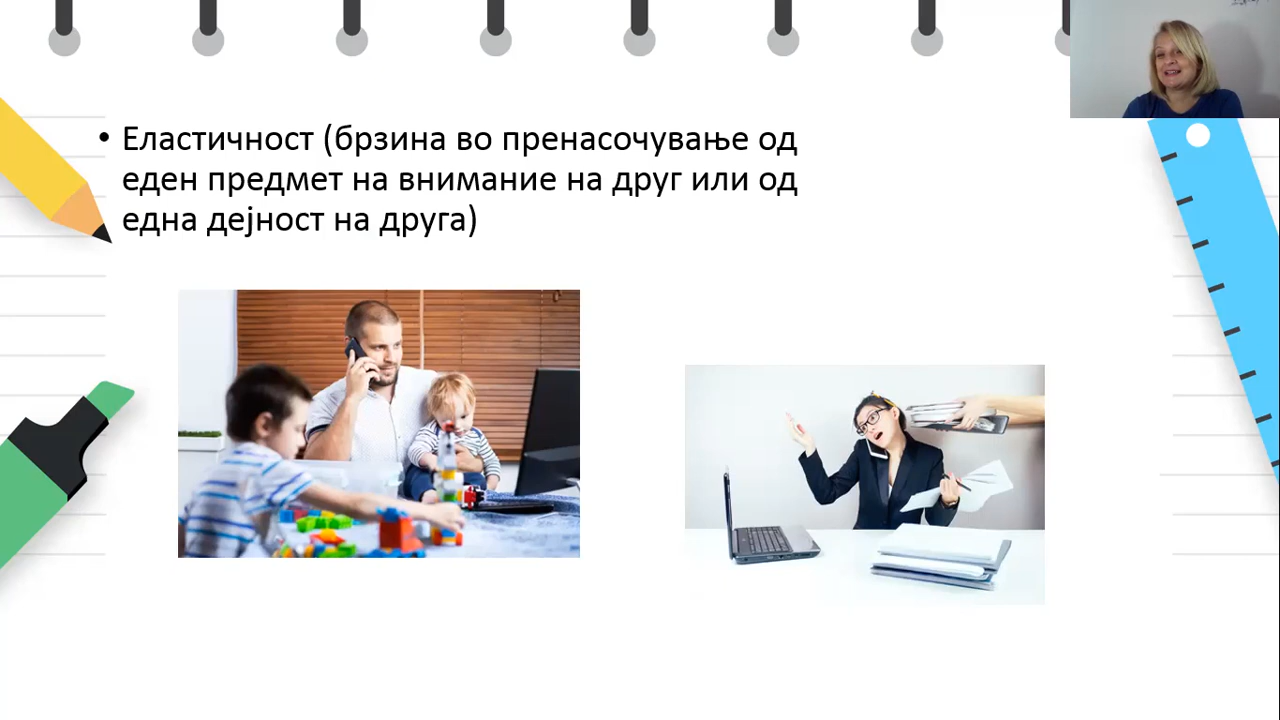 • Еластичност (брзина во пренасочување од
еден предмет на внимание на друг или од
една дејност на друга)